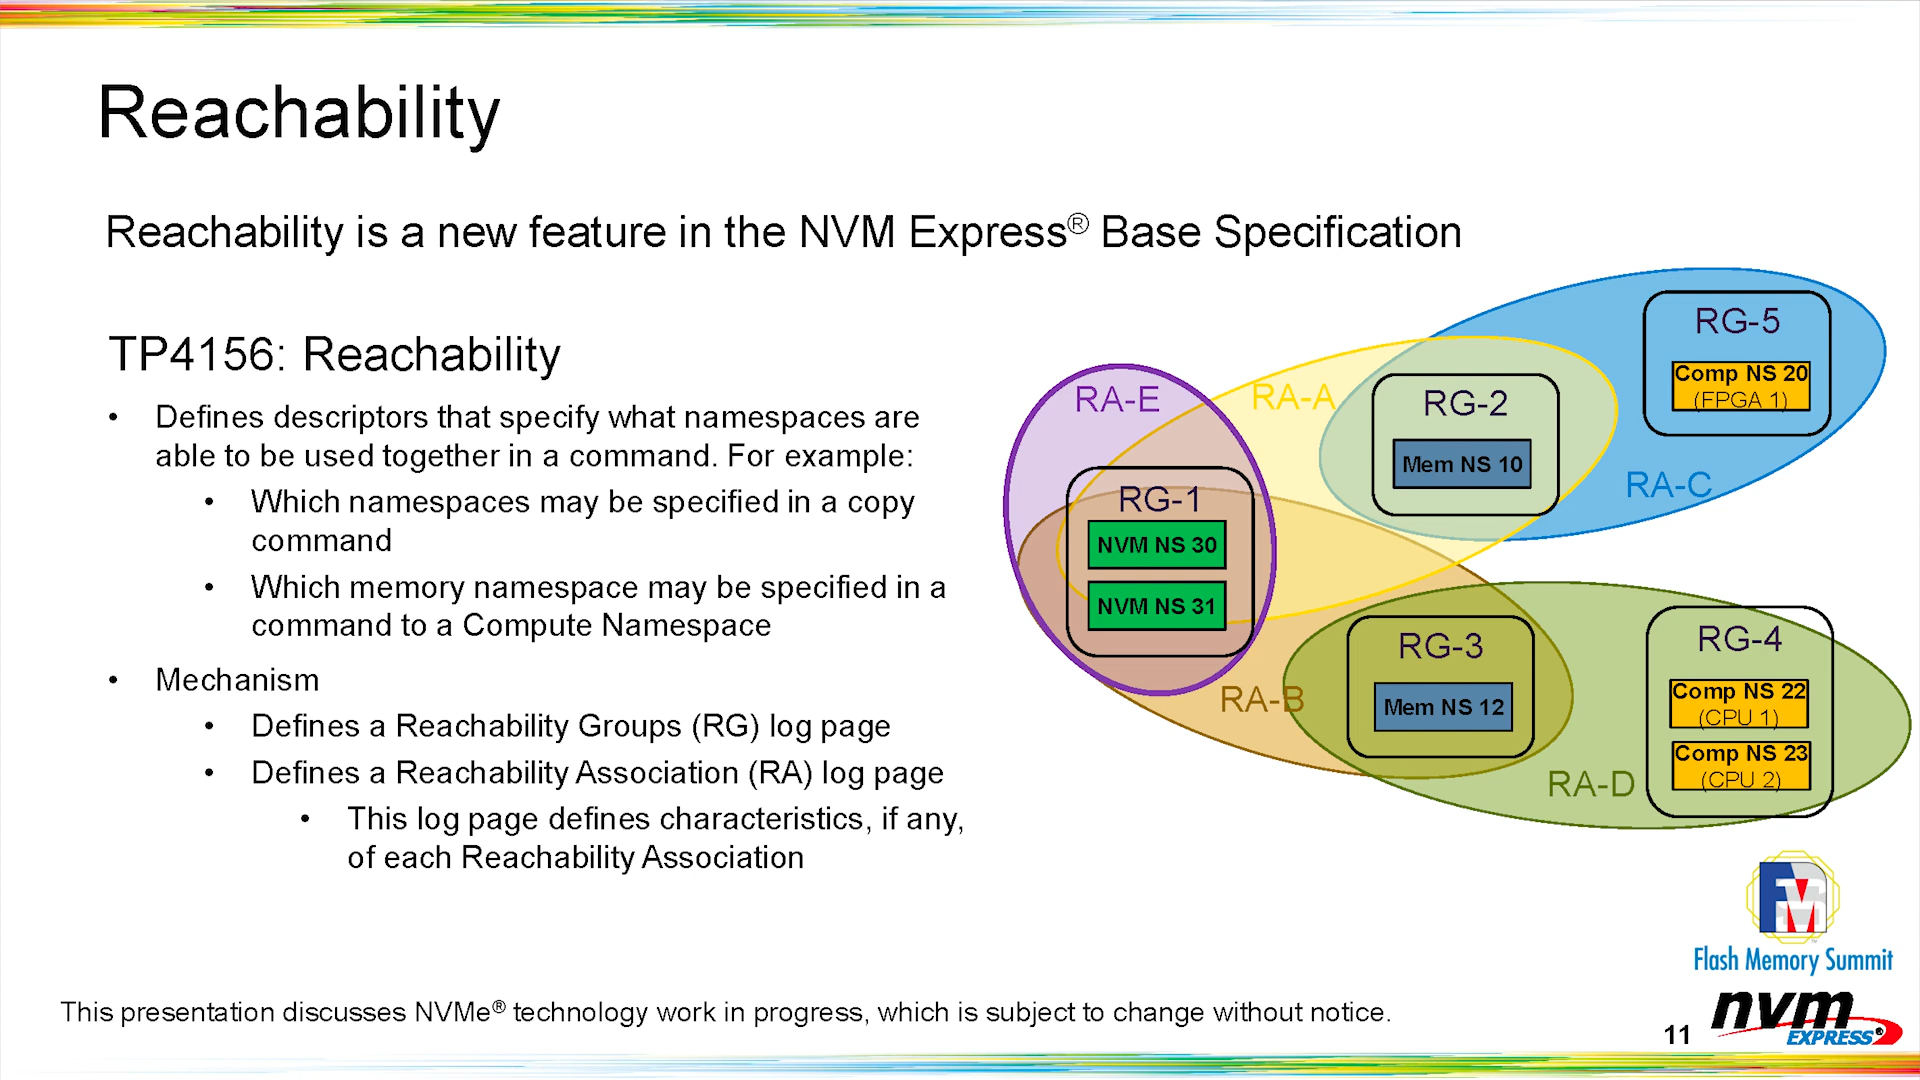 Reachability
Reachability is a new feature in the NVM Express® Base Specification
TP4156: Reachability
• Defines descriptors that specify what namespaces are
able to be used together in a command. For example:
• Which namespaces may be specified in a copy
command
• Which memory namespace may be specified in a
command to a Compute Namespace
• Mechanism
• Defines a Reachability Groups (RG) log page
• Defines a Reachability Association (RA) log page
• This log page defines characteristics, if any,
of each Reachability Association
RA-E
RA-A
RG-1
NVM NS 30
NVM NS 31
RG-2
Mem NS 10
RG-5
Comp NS 20
(FPGA 1)
RA-C
RA-B
RG-3
Mem NS 12
RG-4
Comp NS 22
(CPU 1)
Comp NS 23
(CPU 2)
RA-D
FMS
™
Flash Memory Summit
This presentation discusses NVMe® technology work in progress, which is subject to change without notice.
11
nvm
EXPRESS®